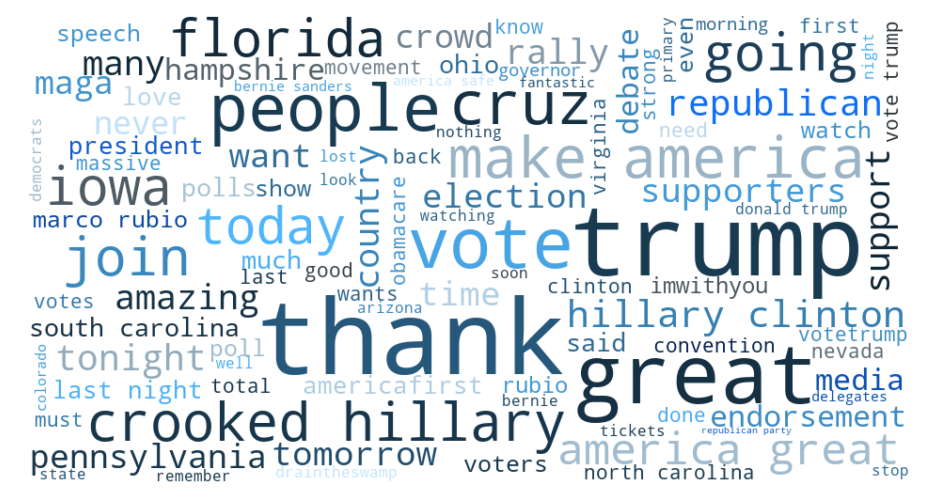 speech
florida
crowd
know
rally
primary
even
morning
first
night
vote trump
going
many
hampshire
movement
ohio
governor
fantastic
debate
strong
maga
love
bernie sanders
america safe
people
cruz
republican
never
nothing
virginia
need
watch
democrats
president
massive
want
lost
back
make america
iowa
polls
show
look
country
obamacare
election
supporters
support
marco rubio
today
watching
vote
trump
donald trump
join
much
last
good
soon
votes
amazing
wants
arizona
time
clinton
imwithyou
south carolina
thank
hillary clinton
said
convention
votetrump
nevada
tonight
poll
well
great
colorado
last night
total
americafirst
rubio
bernie
media
delegates
must
crooked hillary
done
endorsement
tickets
republican party
pennsylvania
tomorrow
voters
america great
state
remember
draintheswamp
north carolina
stop